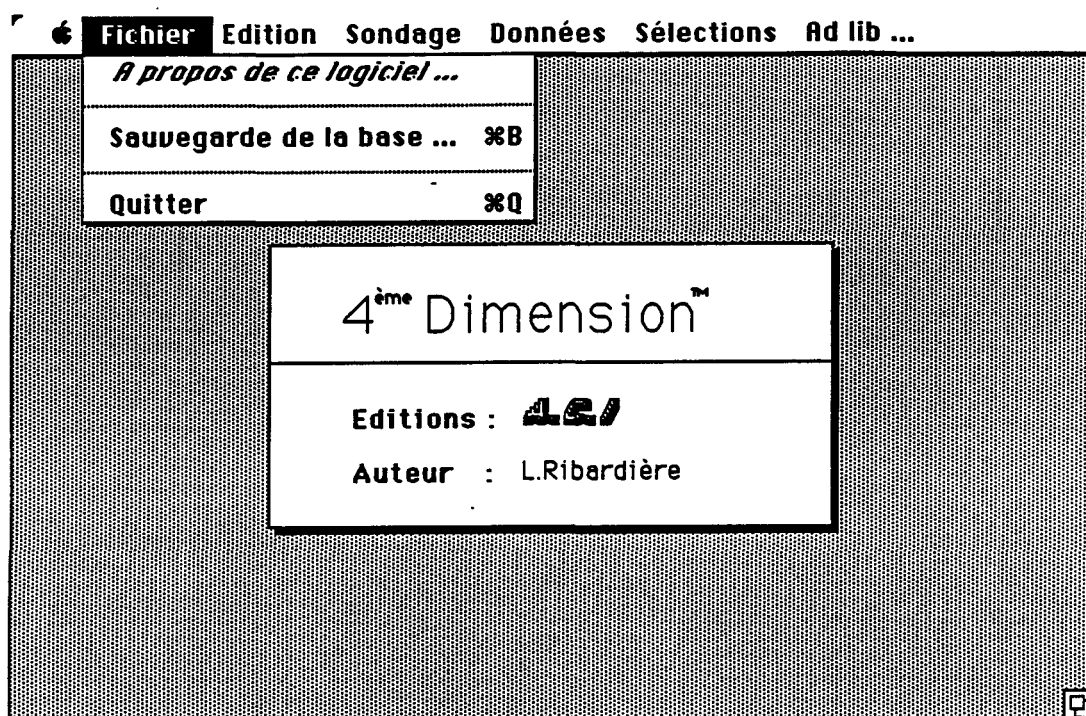 Fichier Edition Sondage Données Sélections Ad lib ...
A propos de ce logiciel ...
Sauvegarde de la base ... ⌘B
Quitter ⌘Q
4ème Dimension™
Editions : ACI
Auteur : L.Ribardière